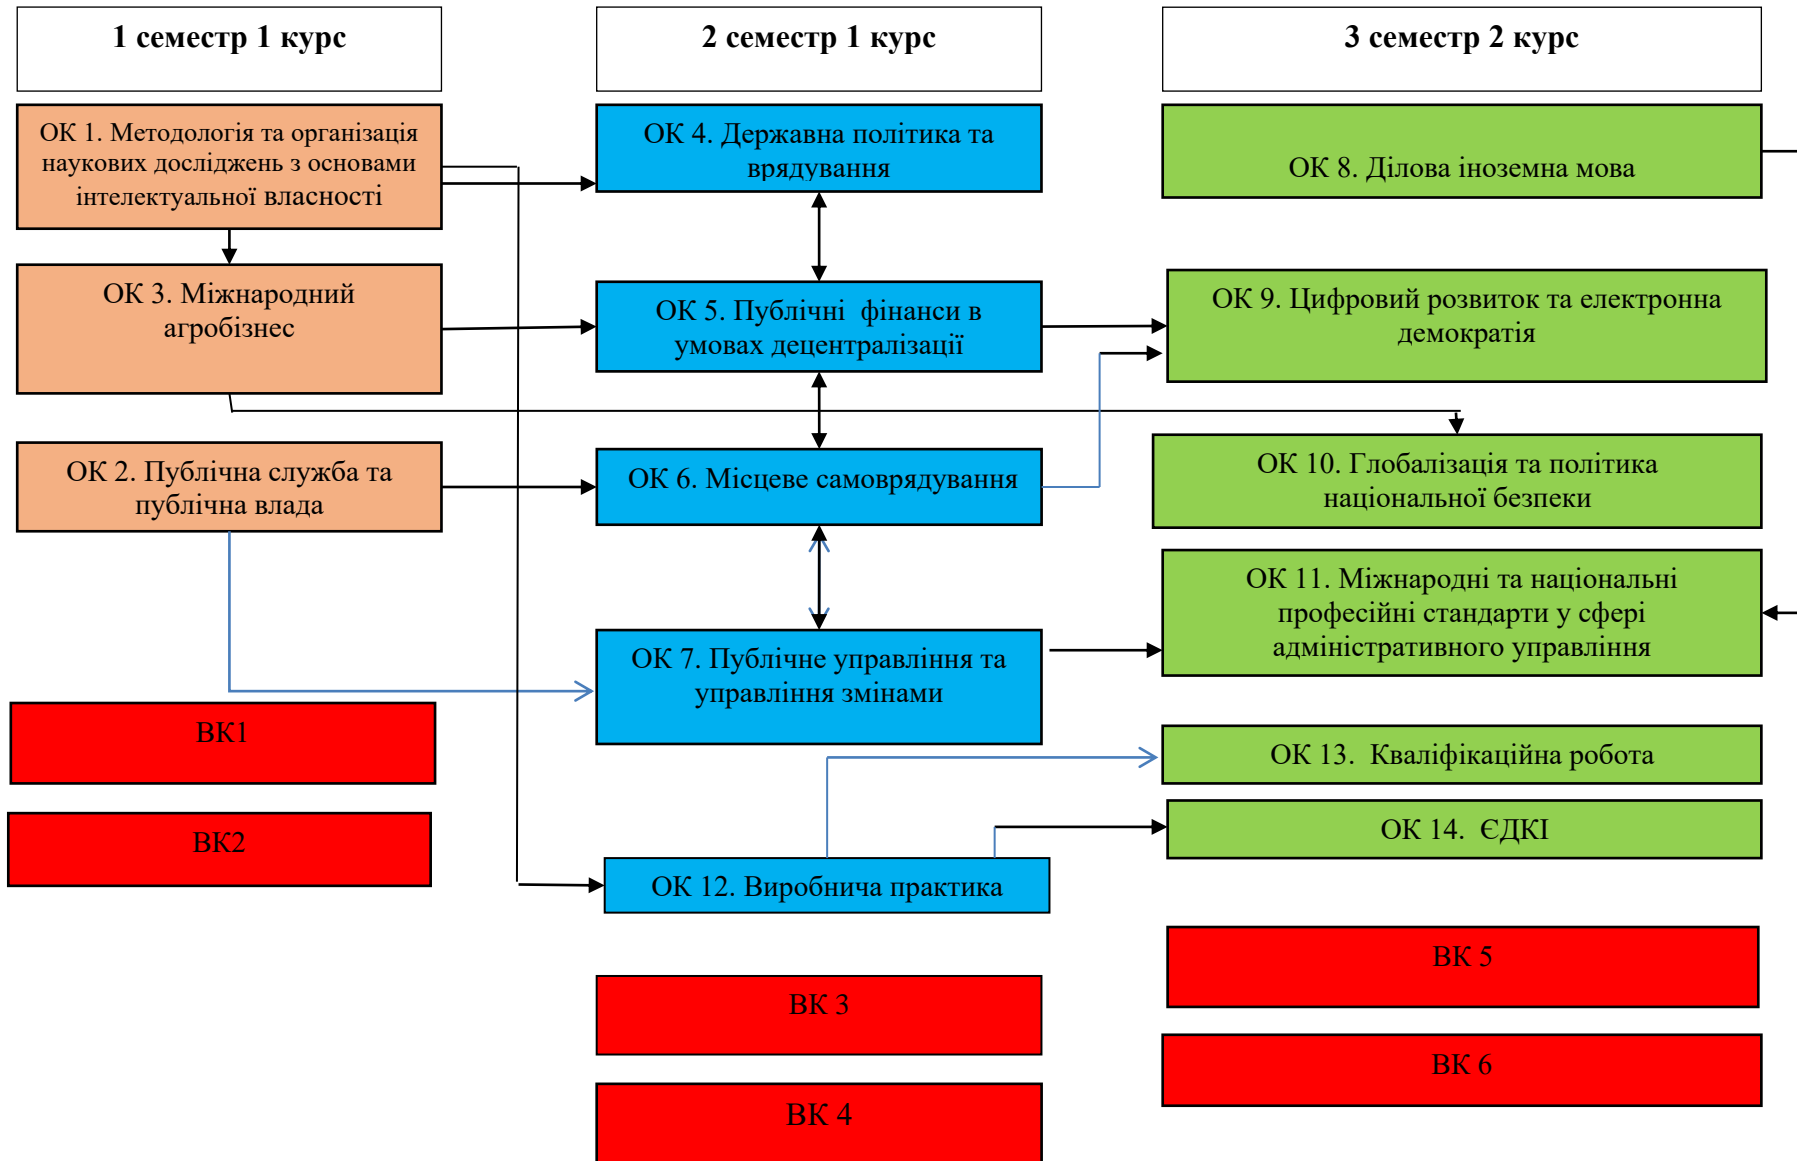 1 семестр 1 курс
2 семестр 1 курс
3 семестр 2 курс
ОК 1. Методологія та організація
наукових досліджень з основами
інтелектуальної власності
ОК 3. Міжнародний
агробізнес
ОК 2. Публічна служба та
публічна влада
ВК1
ВК2
ОК 4. Державна політика та
врядування
ОК 5. Публічні  фінанси в
умовах децентралізації
ОК 6. Місцеве самоврядування
ОК 7. Публічне управління та
управління змінами
ОК 12. Виробнича практика
ВК 3
ВК 4
ОК 8. Ділова іноземна мова
ОК 9. Цифровий розвиток та електронна
демократія
ОК 10. Глобалізація та політика
національної безпеки
ОК 11. Міжнародні та національні
професійні стандарти у сфері
адміністративного управління
ОК 13.  Кваліфікаційна робота
ОК 14.  ЄДКІ
ВК 5
ВК 6